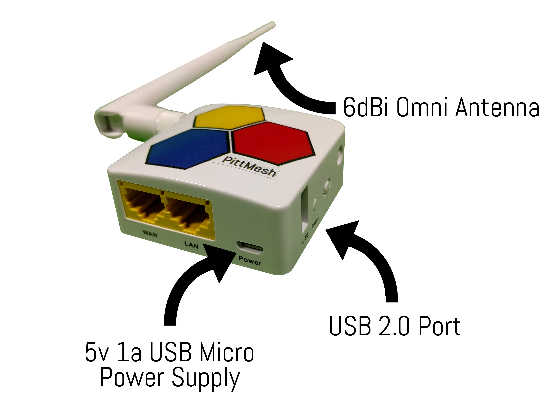 6dBi Omni Antenna
PittMesh
WAN
LAN
Power
USB 2.0 Port
5v 1a USB Micro
Power Supply